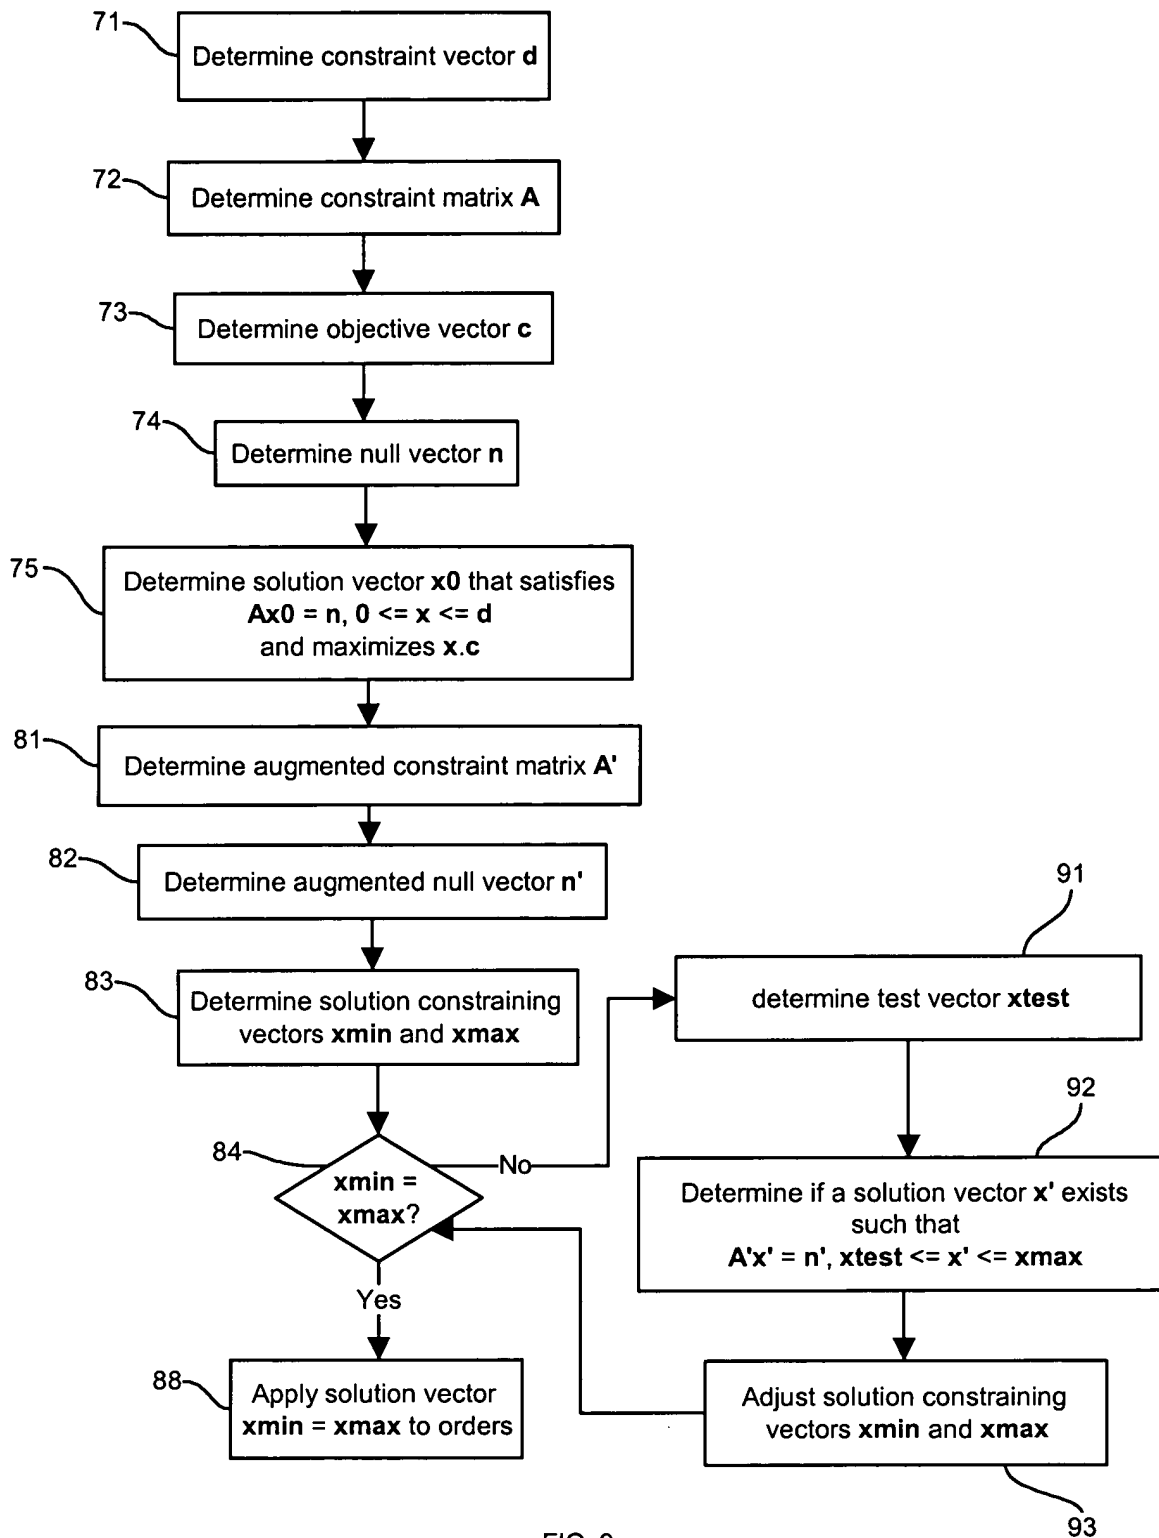 71
Determine constraint vector d
72
Determine constraint matrix A
73
Determine objective vector c
74
Determine null vector n
75
Determine solution vector x0 that satisfies
Ax0 = n, 0 <= x <= d
and maximizes x.c
81
Determine augmented constraint matrix A'
82
Determine augmented null vector n'
83
Determine solution constraining
vectors xmin and xmax
84
xmin =
xmax?
No
Yes
88
Apply solution vector
xmin = xmax to orders
91
determine test vector xtest
92
Determine if a solution vector x' exists
such that
A'x' = n', xtest <= x' <= xmax
Adjust solution constraining
vectors xmin and xmax
93